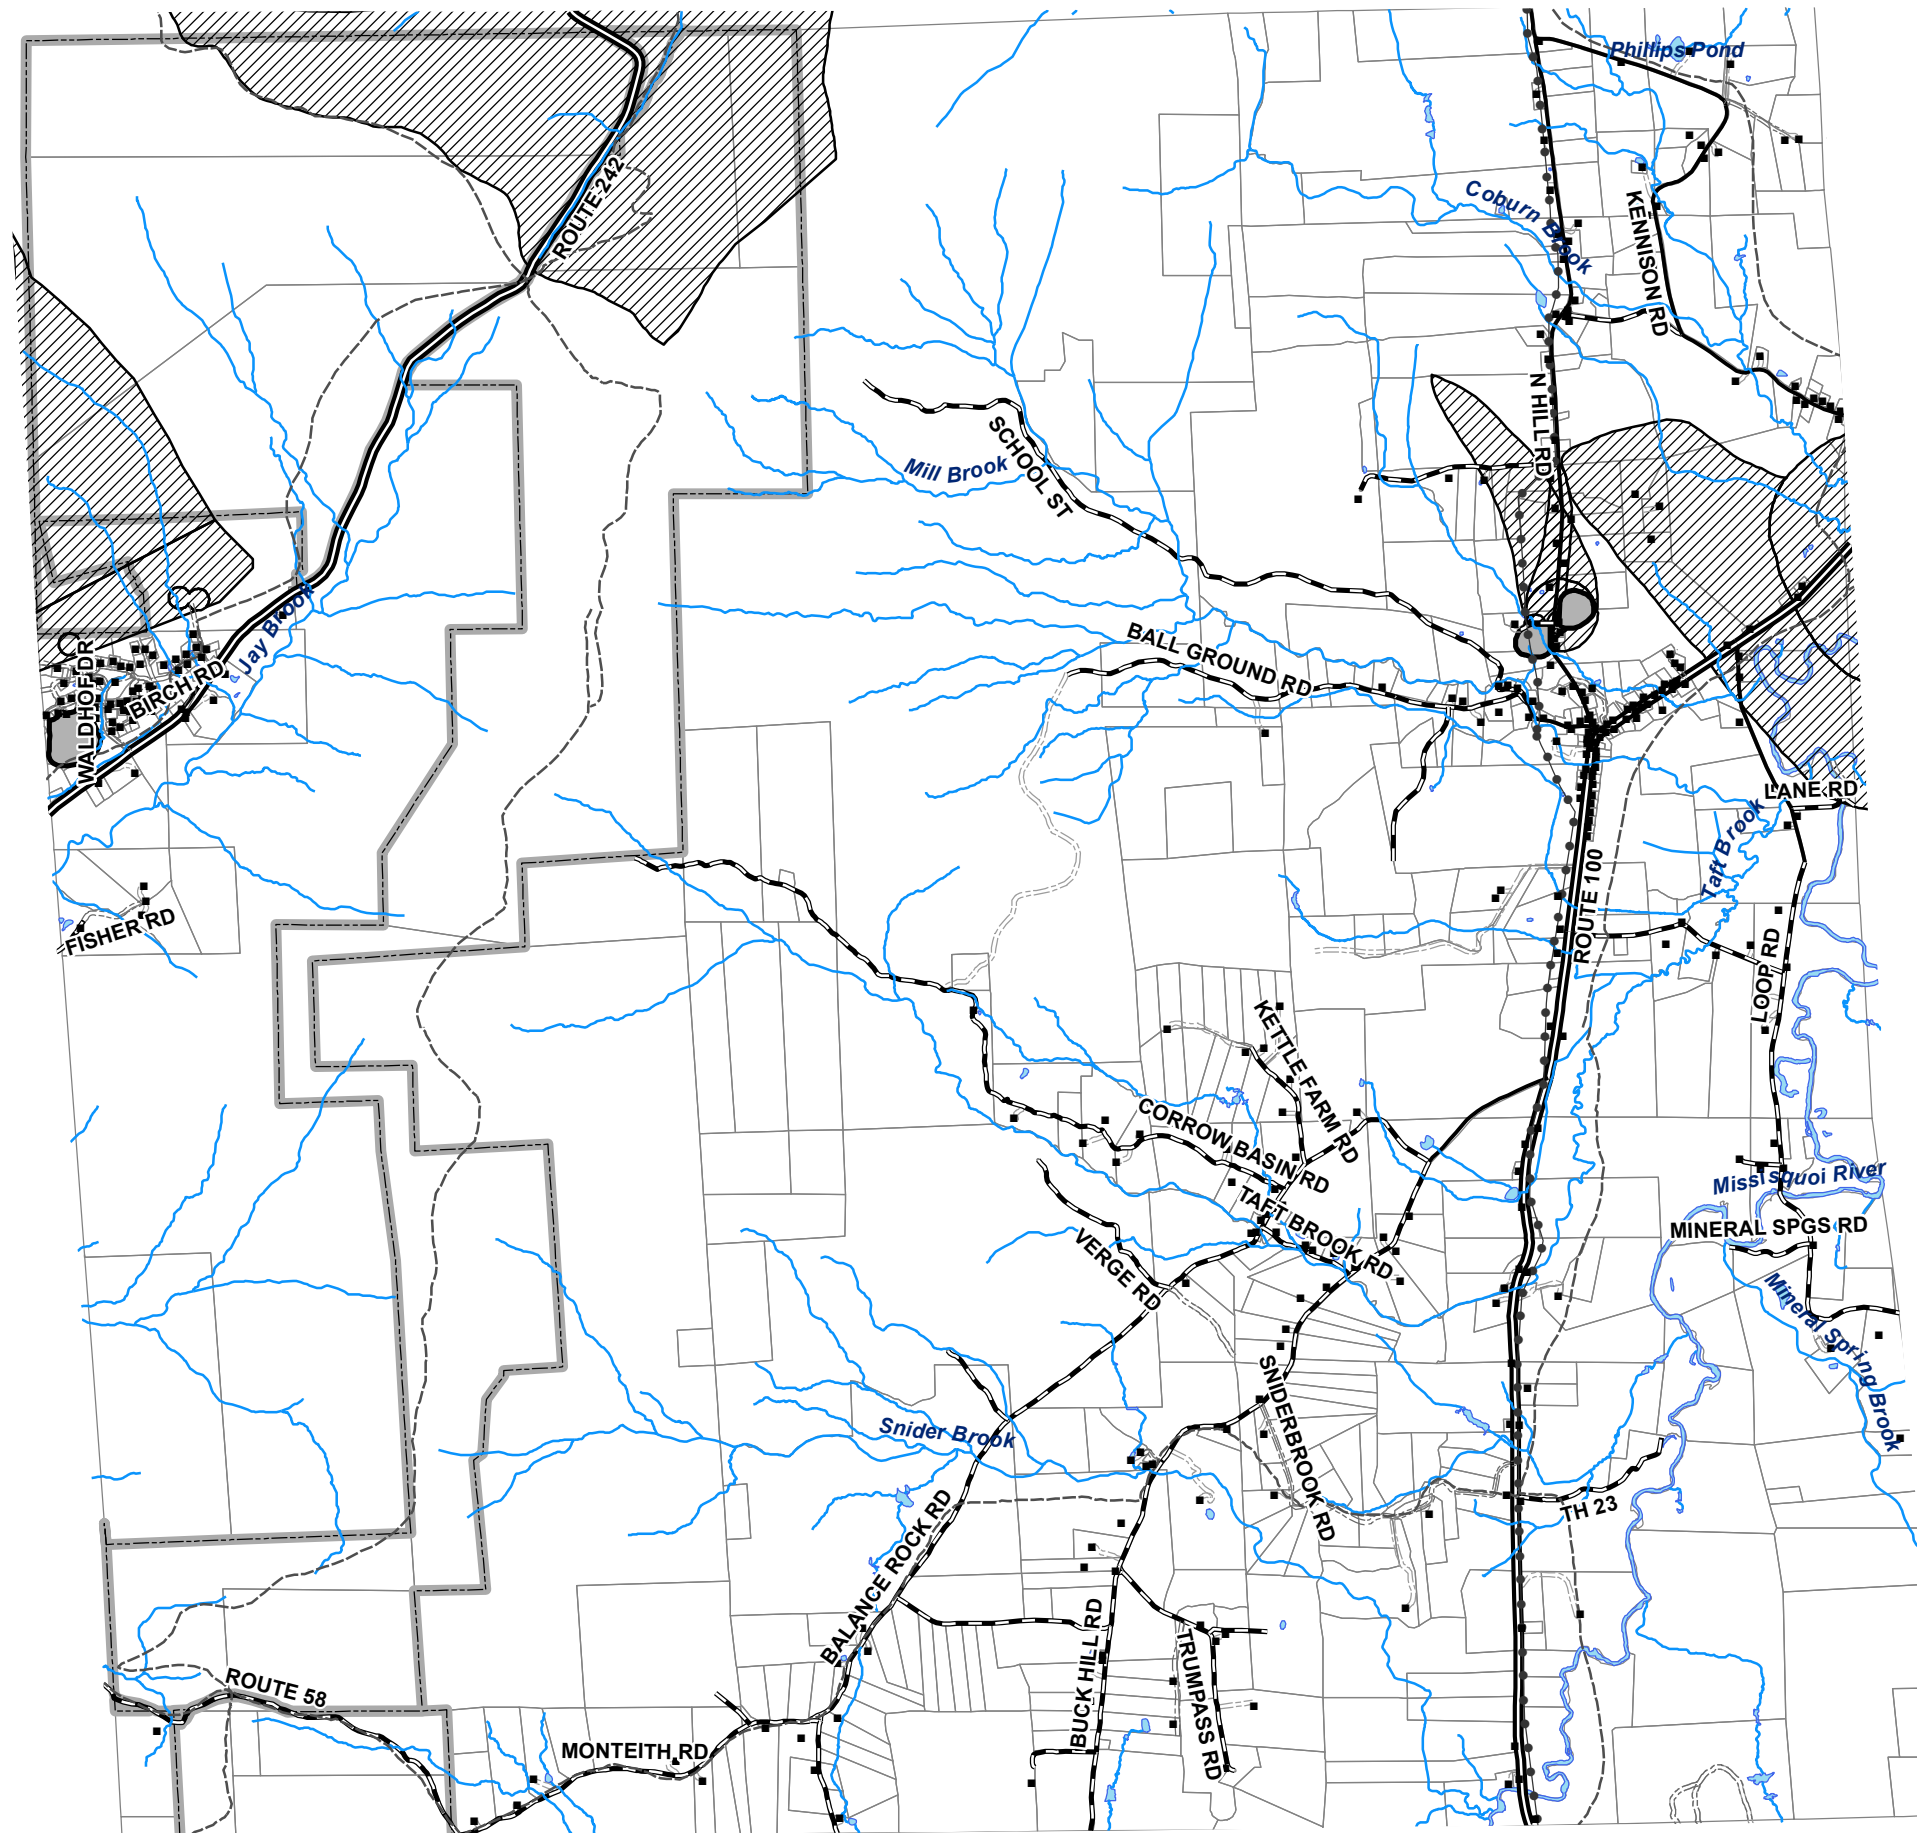 Phillips Pond
ROUTE 242
Coburn Brook
KENNISON RD
N HILL RD
SCHOOL ST
Mill Brook
Jay Brook
WALDHOF DR
BIRCH RD
BALL GROUND RD
LANE RD
Taft Brook
ROUTE 100
FISHER RD
LOOP RD
KETTLE FARM RD
CORROW BASIN RD
TAFT BROOK RD
VERGE RD
Missisquoi River
MINERAL SPGS RD
Mineral Spring Brook
SNIDERBROOK RD
Snider Brook
TH 23
BALANCE ROCK RD
BUCK HILL RD
TRUMPASS RD
ROUTE 58
MONTEITH RD